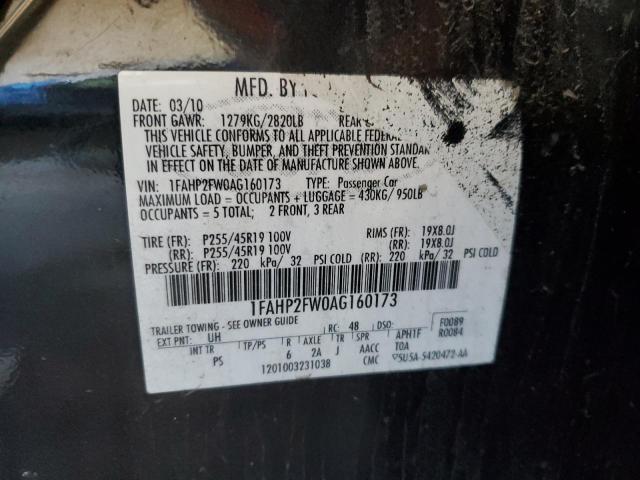 MFD. BY
DATE: 03/10
FRONT GAWR: 1279KG/2820LB REAR
THIS VEHICLE CONFORMS TO ALL APPLICABLE FEDERAL
VEHICLE SAFETY, BUMPER, AND THEFT PREVENTION STANDA
IN EFFECT ON THE DATE OF MANUFACTURE SHOWN ABOVE.
VIN: 1FAHP2FW0AG160173 TYPE: Passenger Car
MAXIMUM LOAD = OCCUPANTS + LUGGAGE = 430KG/ 950LB
OCCUPANTS = 5 TOTAL; 2 FRONT, 3 REAR
TIRE (FR): P255/45R19 100V RIMS (FR): 19X8.0J
(RR): P255/45R19 100V (RR): 19X8.0J
PRESSURE (FR): 220 kPa/ 32 PSI COLD (RR): 220 kPa/ 32 PSI COLD
1FAHP2FW0AG160173
TRAILER TOWING - SEE OWNER GUIDE RC: 48 DSO: F0089
EXT PNT: UH APH1F R0084
INT TR TP/PS R AXLE TR SPR TOA
PS 6 2A J AACC
1201003231038 CMC 5U5A-5420472-AA